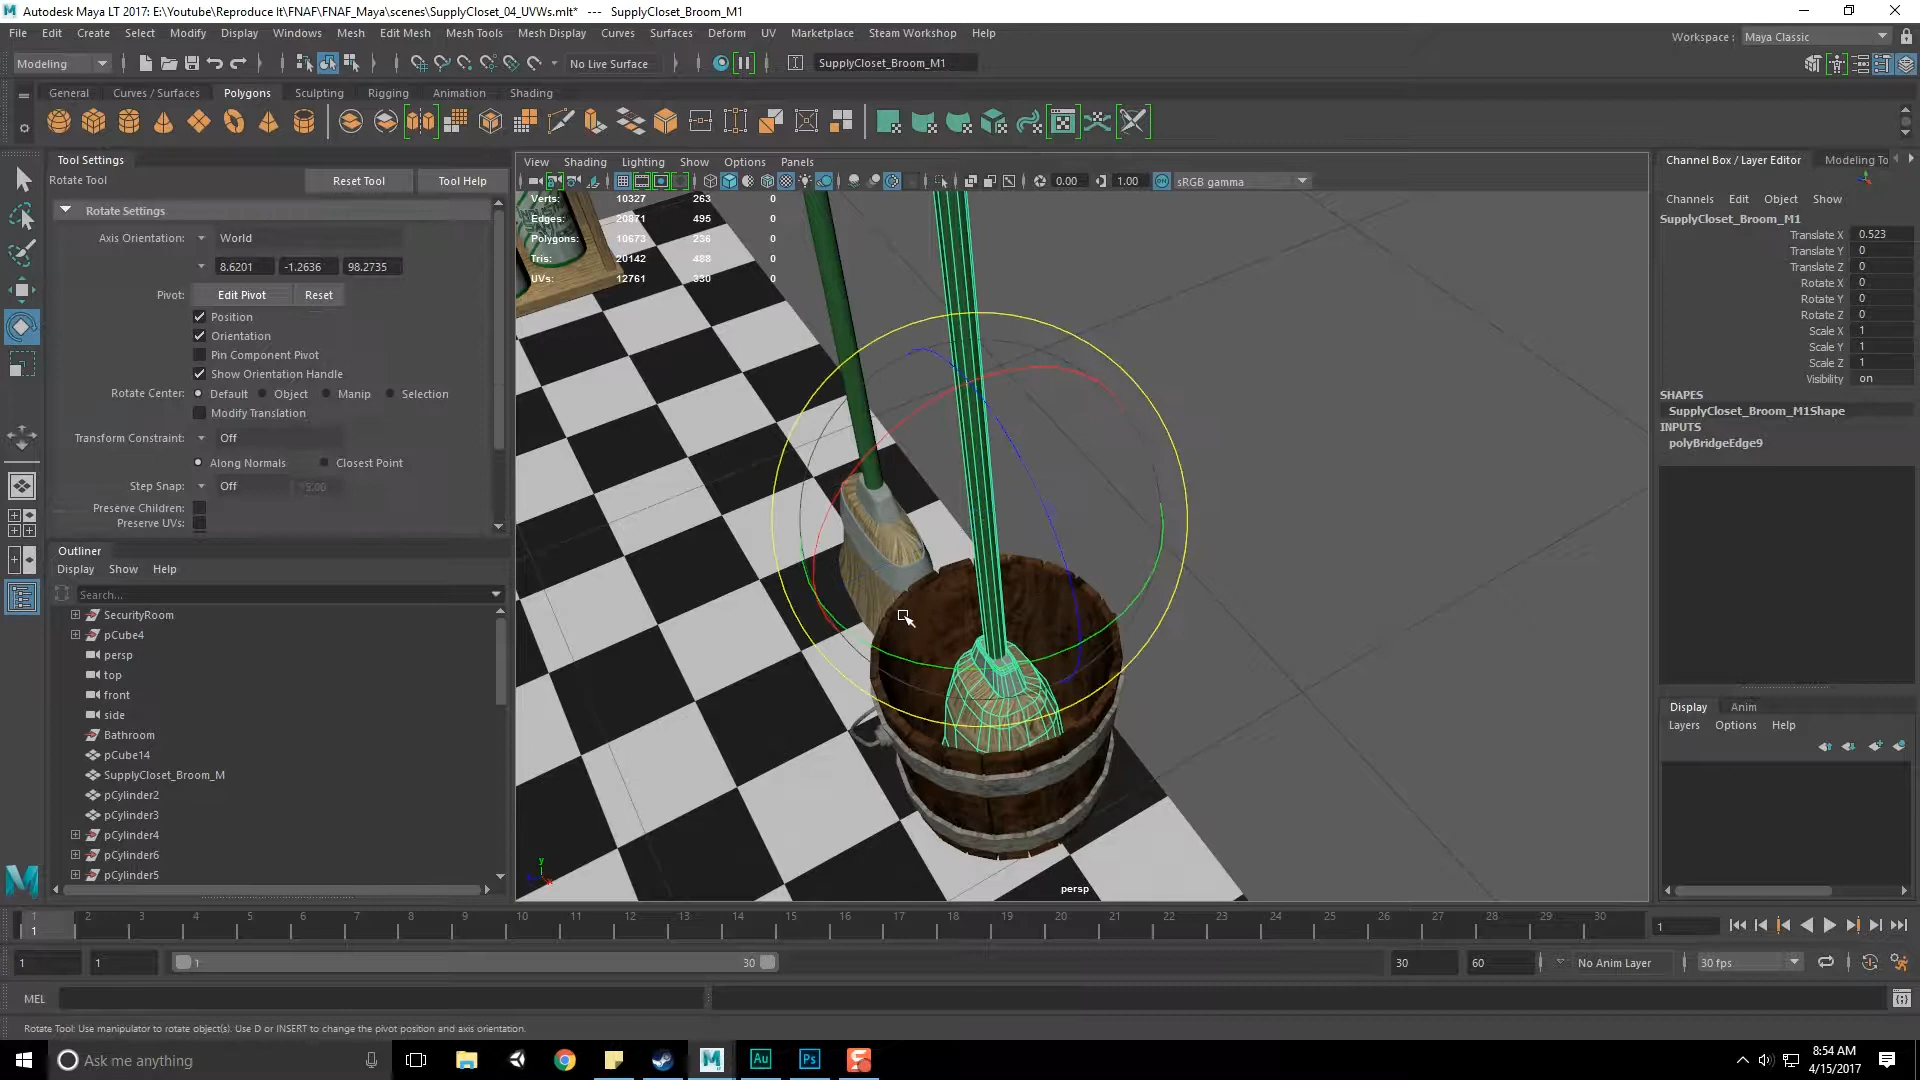 Autodesk Maya LT 2017: E:\Youtube\Reproduce It\FNAF\FNAF_Maya\scenes\SupplyCloset_04_UVWs.mlt* --- SupplyCloset_Broom_M1
File Edit Create Select Modify Display Windows Mesh Edit Mesh Mesh Tools Mesh Display Curves Surfaces Deform UV Marketplace Steam Workshop Help
Workspace : Maya Classic
Modeling No Live Surface SupplyCloset_Broom_M1
General Curves / Surfaces Polygons Sculpting Rigging Animation Shading
Tool Settings
Rotate Tool Reset Tool Tool Help
Rotate Settings
Axis Orientation: World
8.6201 -1.2636 98.2735
Pivot: Edit Pivot Reset
Position
Orientation
Pin Component Pivot
Show Orientation Handle
Rotate Center: Default Object Manip Selection
Modify Translation
Transform Constraint: Off
Along Normals Closest Point
Step Snap: Off 15.00
Preserve Children:
Preserve UVs:
Outliner
Display Show Help
Search...
SecurityRoom
pCube4
persp
top
front
side
Bathroom
pCube14
SupplyCloset_Broom_M
pCylinder2
pCylinder3
pCylinder4
pCylinder6
pCylinder5
View Shading Lighting Show Options Panels
0.00 1.00 sRGB gamma
Verts: 10327 263 0
Edges: 20871 495 0
Polygons: 10673 236 0
Tris: 20142 488 0
UVs: 12761 330 0
y
persp
Channel Box / Layer Editor Modeling To
Channels Edit Object Show
SupplyCloset_Broom_M1
Translate X 0.523
Translate Y 0
Translate Z 0
Rotate X 0
Rotate Y 0
Rotate Z 0
Scale X 1
Scale Y 1
Scale Z 1
Visibility on
SHAPES
SupplyCloset_Broom_M1Shape
INPUTS
polyBridgeEdge9
Display Anim
Layers Options Help
1 2 3 4 5 6 7 8 9 10 11 12 13 14 15 16 17 18 19 20 21 22 23 24 25 26 27 28 29 30
1 1
1 1 1 30 30 60 No Anim Layer 30 fps
MEL
Rotate Tool: Use manipulator to rotate object(s). Use D or INSERT to change the pivot position and axis orientation.
Ask me anything
Au Ps
8:54 AM
4/15/2017